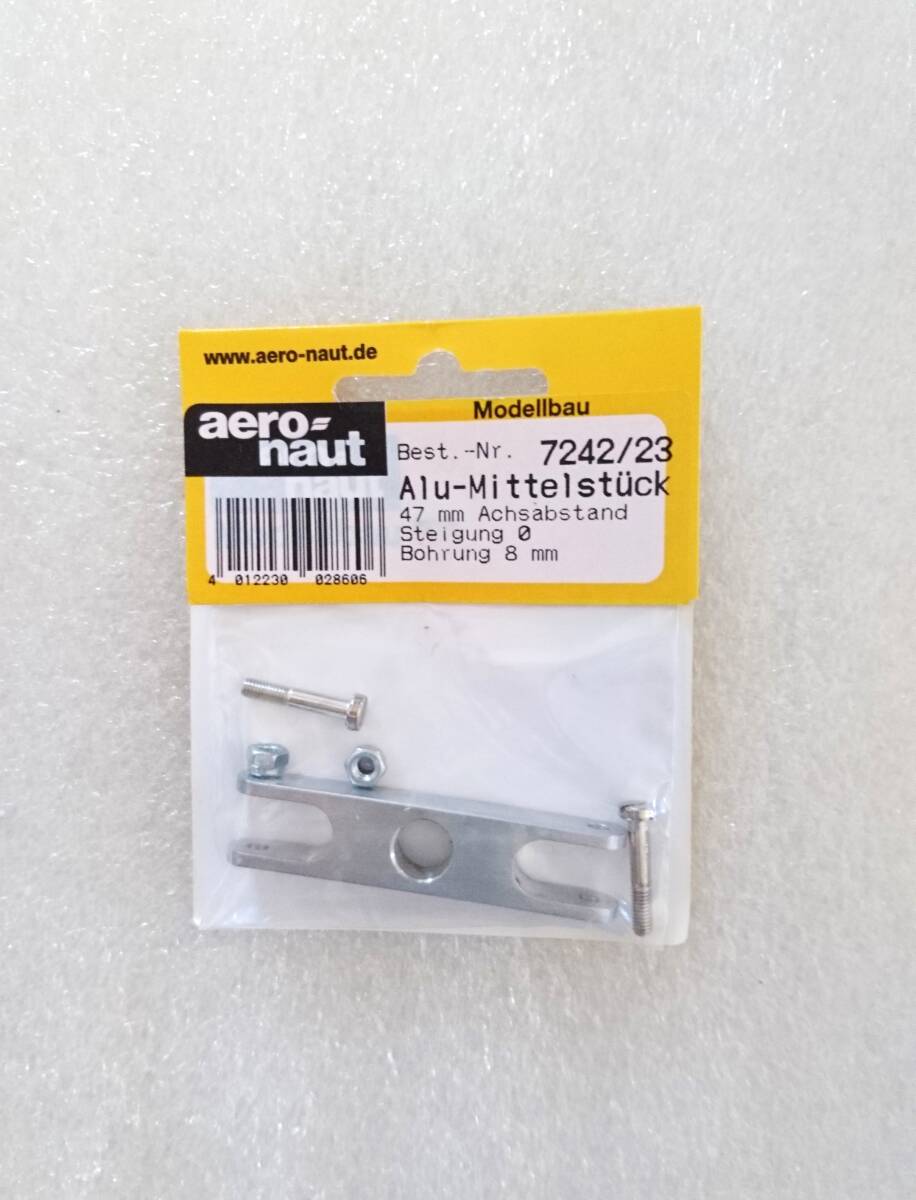 www.aero-naut.de
Modellbau
aero=
naut
Best.-Nr. 7242/23
Alu-Mittelstück
47 mm Achsabstand
Steigung 0
Bohrung 8 mm
4 012230 028606